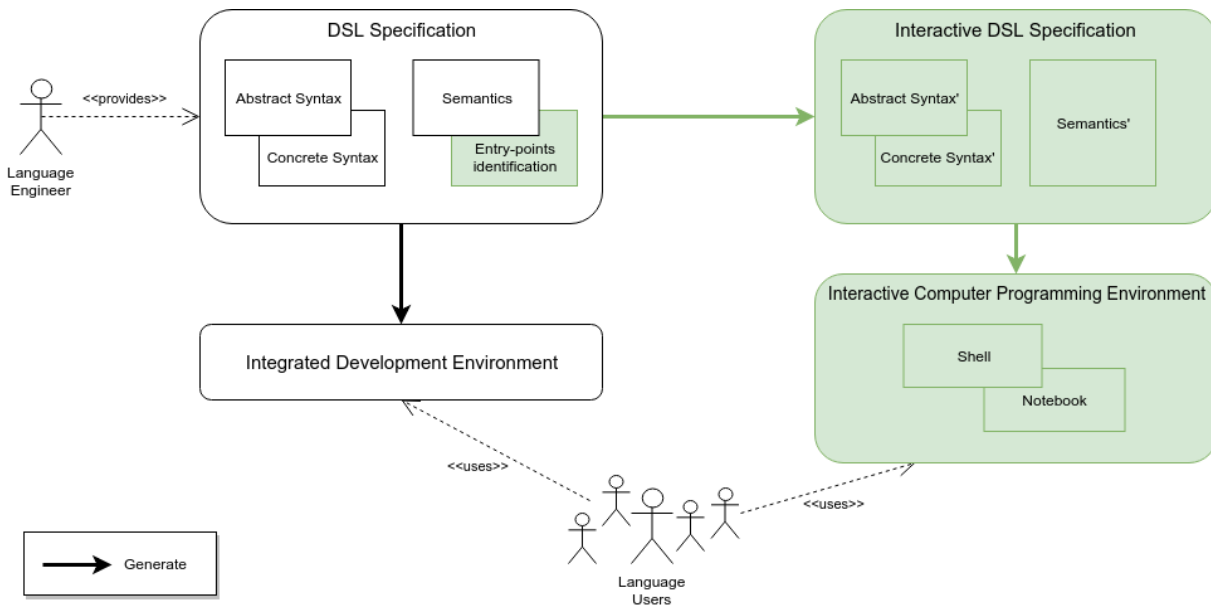 DSL Specification
Interactive DSL Specification
Abstract Syntax
Semantics
Abstract Syntax'
<<provides>>
Semantics'
Entry-points
identification
Concrete Syntax
Concrete Syntax'
Language
Engineer
Interactive Computer Programming Environment
Integrated Development Environment
Shell
Notebook
<<uses>>
<<uses>>
Generate
Language
Users